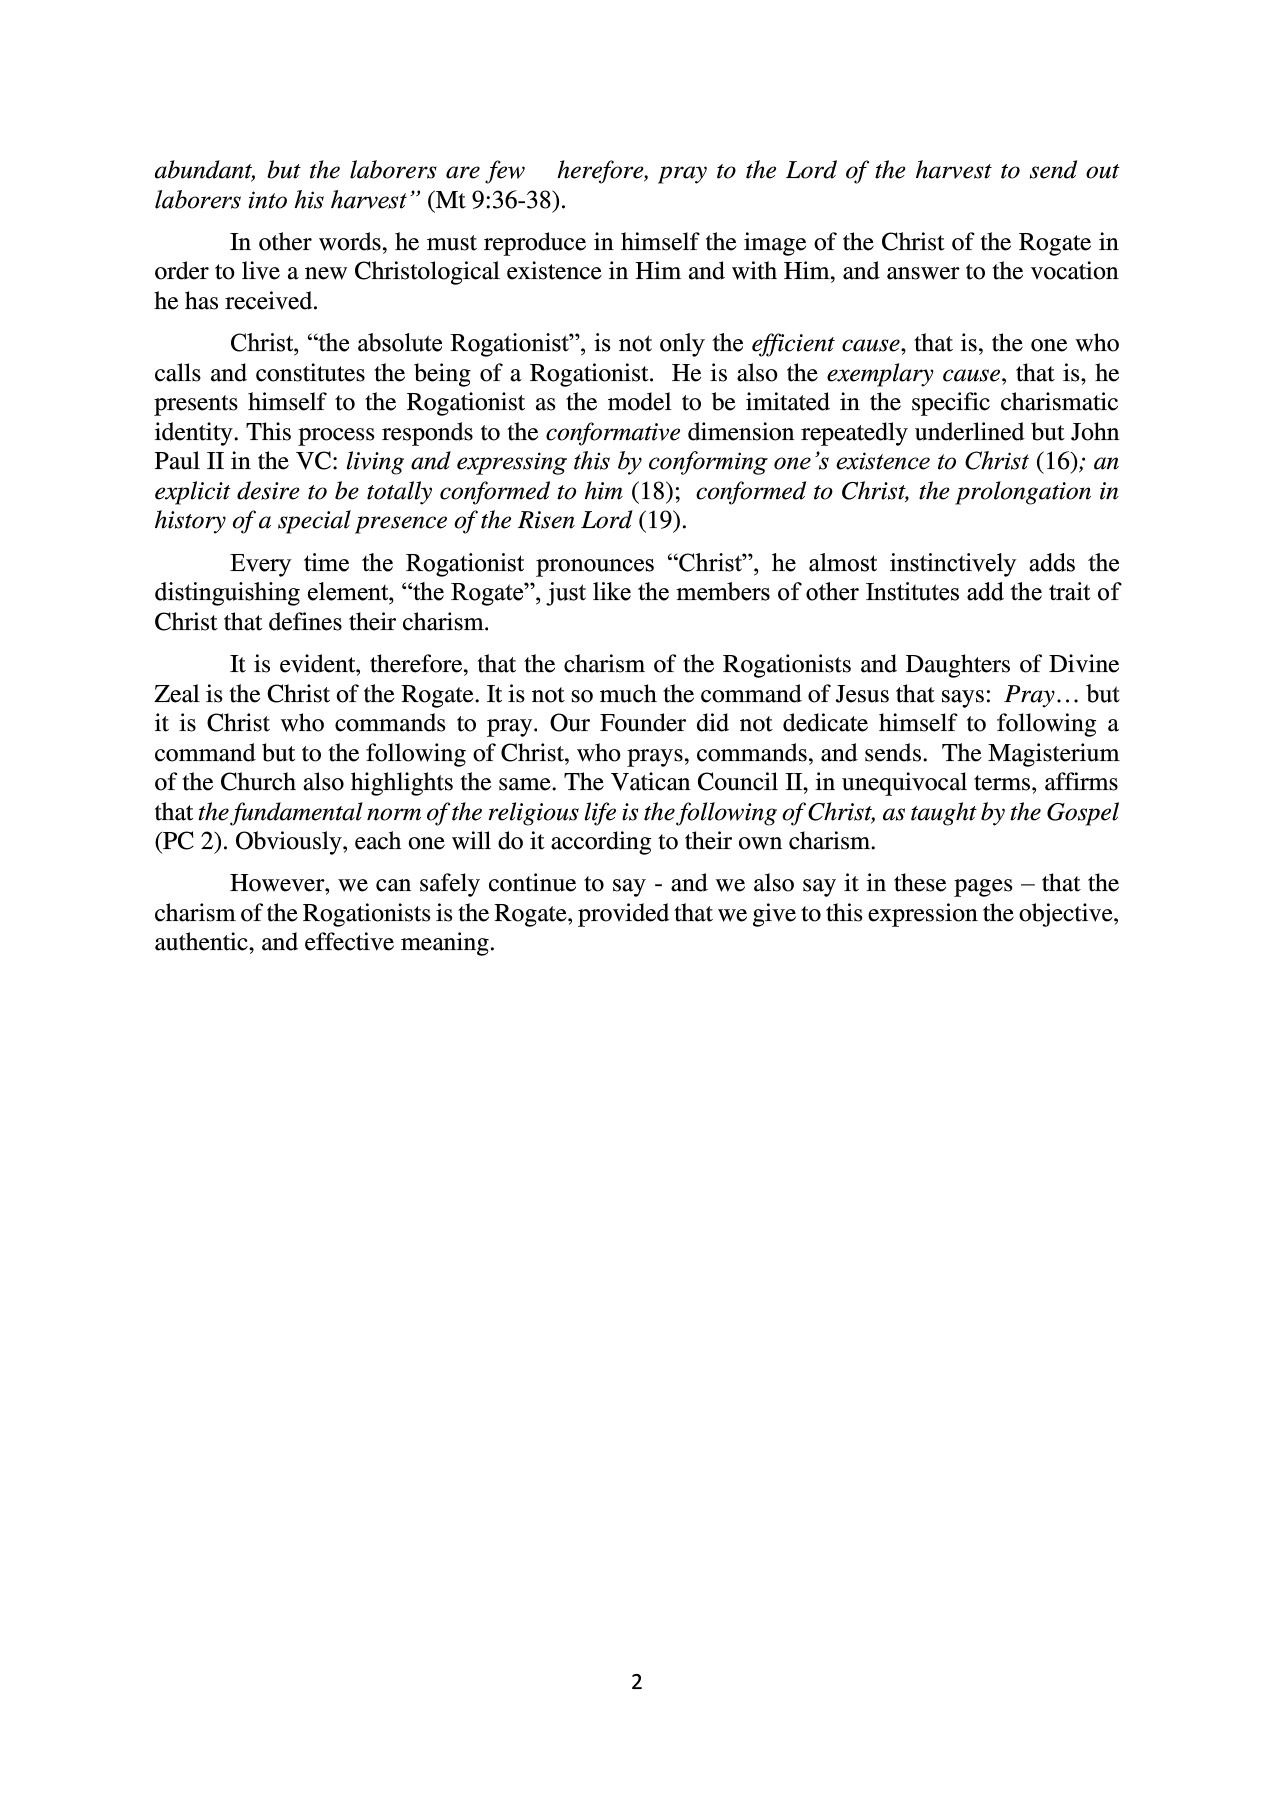 abundant, but the laborers are few herefore, pray to the Lord of the harvest to send out
laborers into his harvest” (Mt 9:36-38).
In other words, he must reproduce in himself the image of the Christ of the Rogate in
order to live a new Christological existence in Him and with Him, and answer to the vocation
he has received.
Christ, “the absolute Rogationist”, is not only the efficient cause, that is, the one who
calls and constitutes the being of a Rogationist. He is also the exemplary cause, that is, he
presents himself to the Rogationist as the model to be imitated in the specific charismatic
identity. This process responds to the conformative dimension repeatedly underlined but John
Paul II in the VC: living and expressing this by conforming one’s existence to Christ (16); an
explicit desire to be totally conformed to him (18); conformed to Christ, the prolongation in
history of a special presence of the Risen Lord (19).
Every time the Rogationist pronounces “Christ”, he almost instinctively adds the
distinguishing element, “the Rogate”, just like the members of other Institutes add the trait of
Christ that defines their charism.
It is evident, therefore, that the charism of the Rogationists and Daughters of Divine
Zeal is the Christ of the Rogate. It is not so much the command of Jesus that says: Pray… but
it is Christ who commands to pray. Our Founder did not dedicate himself to following a
command but to the following of Christ, who prays, commands, and sends. The Magisterium
of the Church also highlights the same. The Vatican Council II, in unequivocal terms, affirms
that the fundamental norm of the religious life is the following of Christ, as taught by the Gospel
(PC 2). Obviously, each one will do it according to their own charism.
However, we can safely continue to say - and we also say it in these pages – that the
charism of the Rogationists is the Rogate, provided that we give to this expression the objective,
authentic, and effective meaning.
2